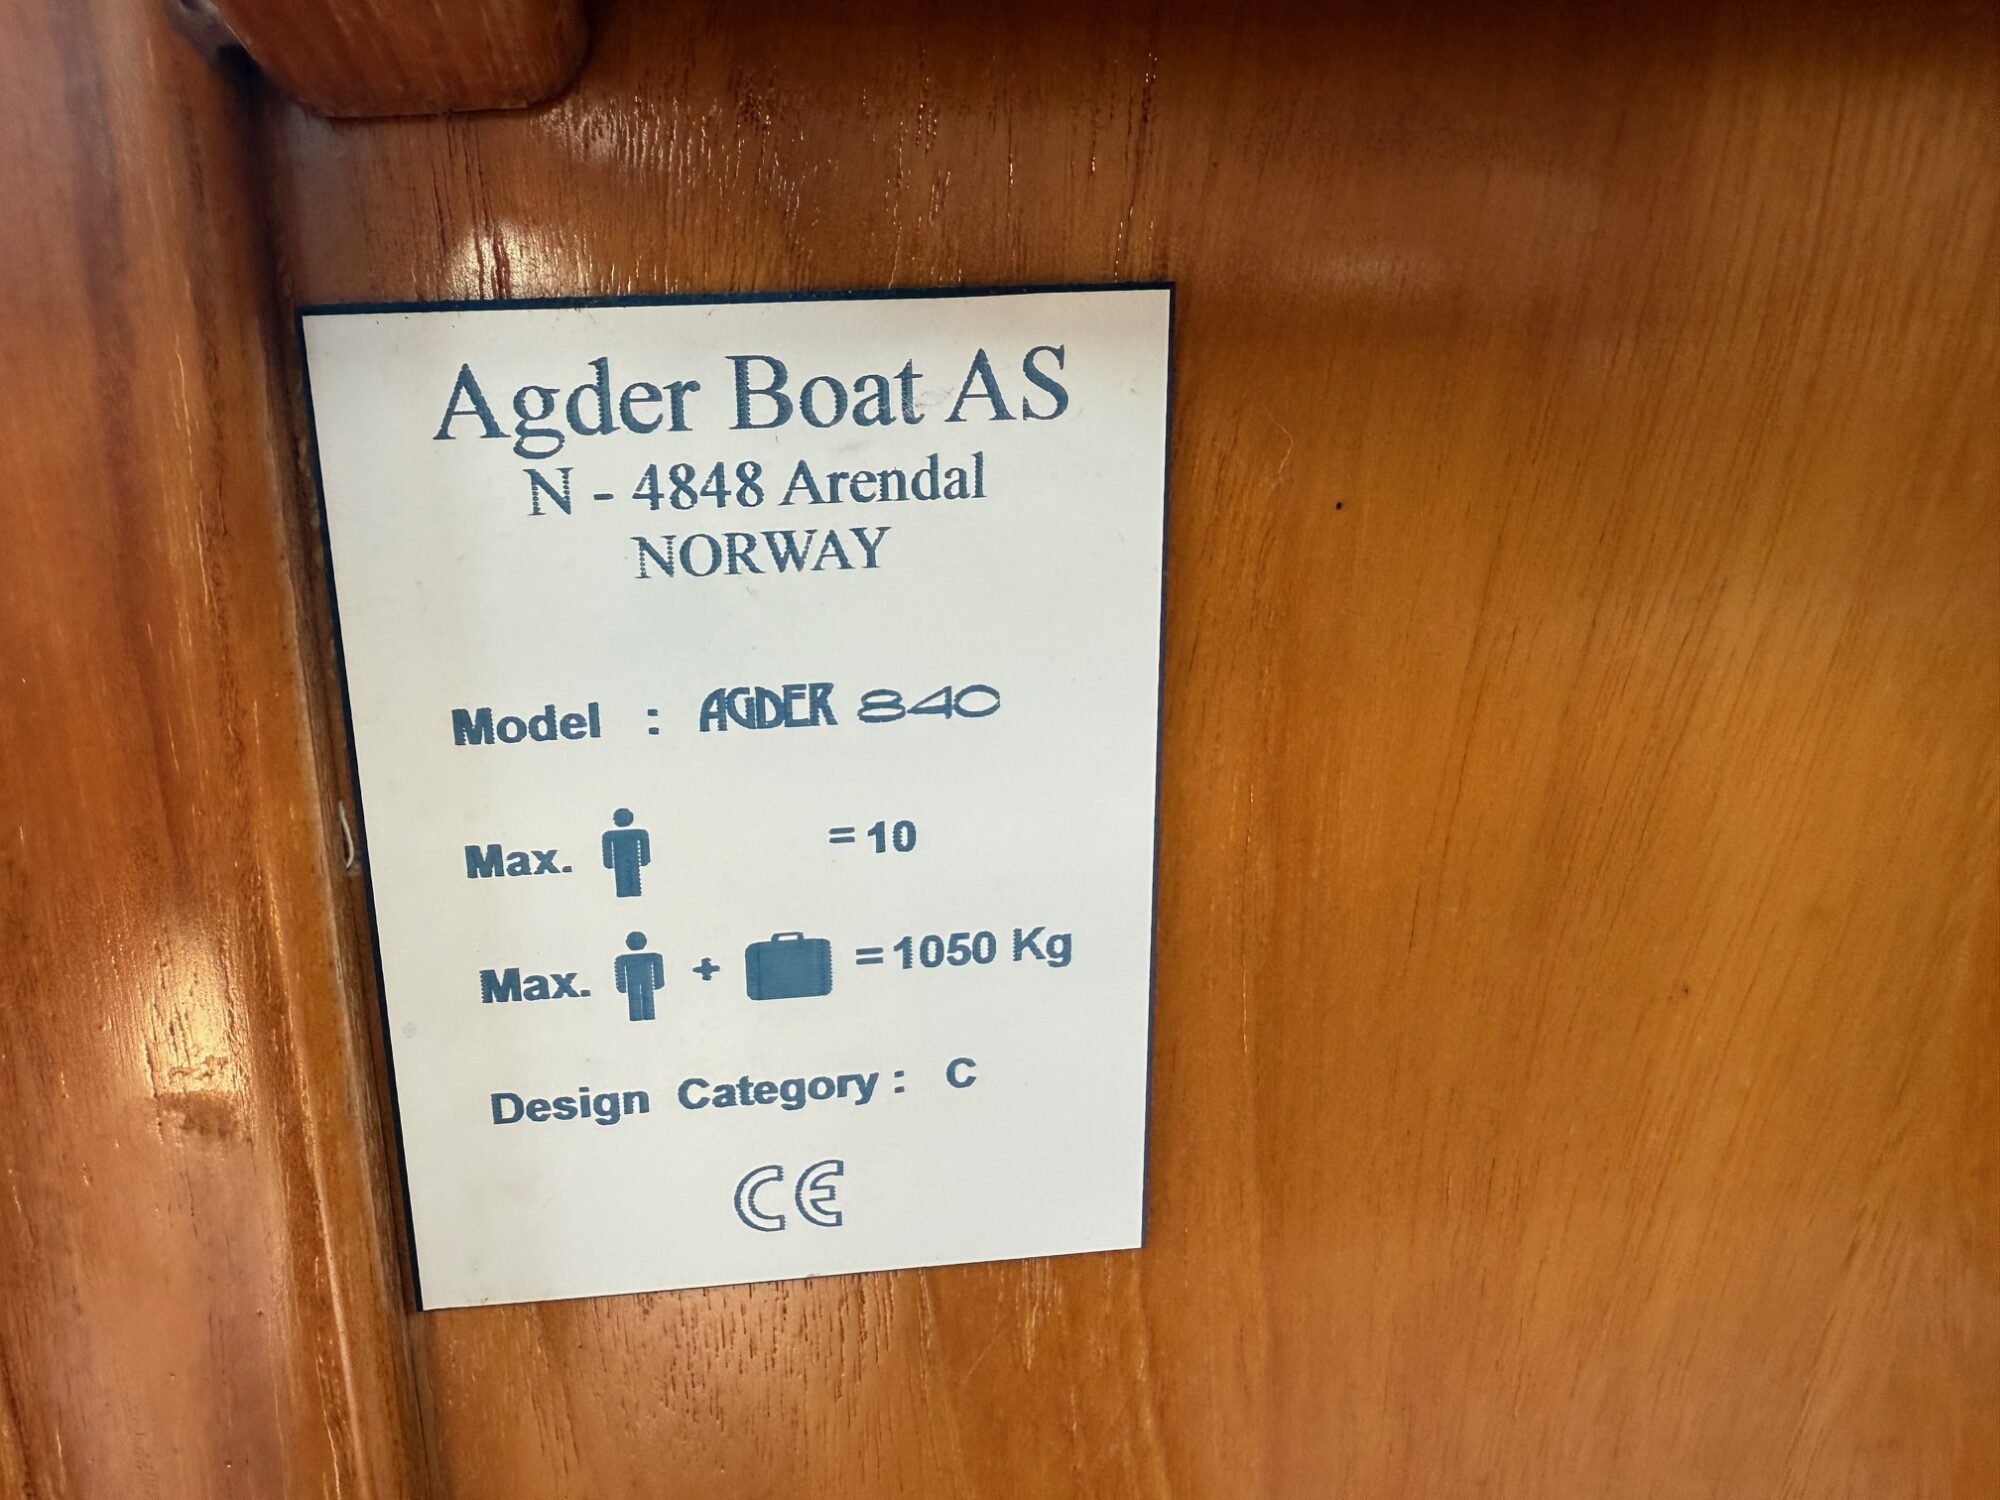 Agder Boat AS
N - 4848 Arendal
NORWAY
Model : AGDER 840
Max. = 10
Max. + = 1050 Kg
Design Category : C
CE